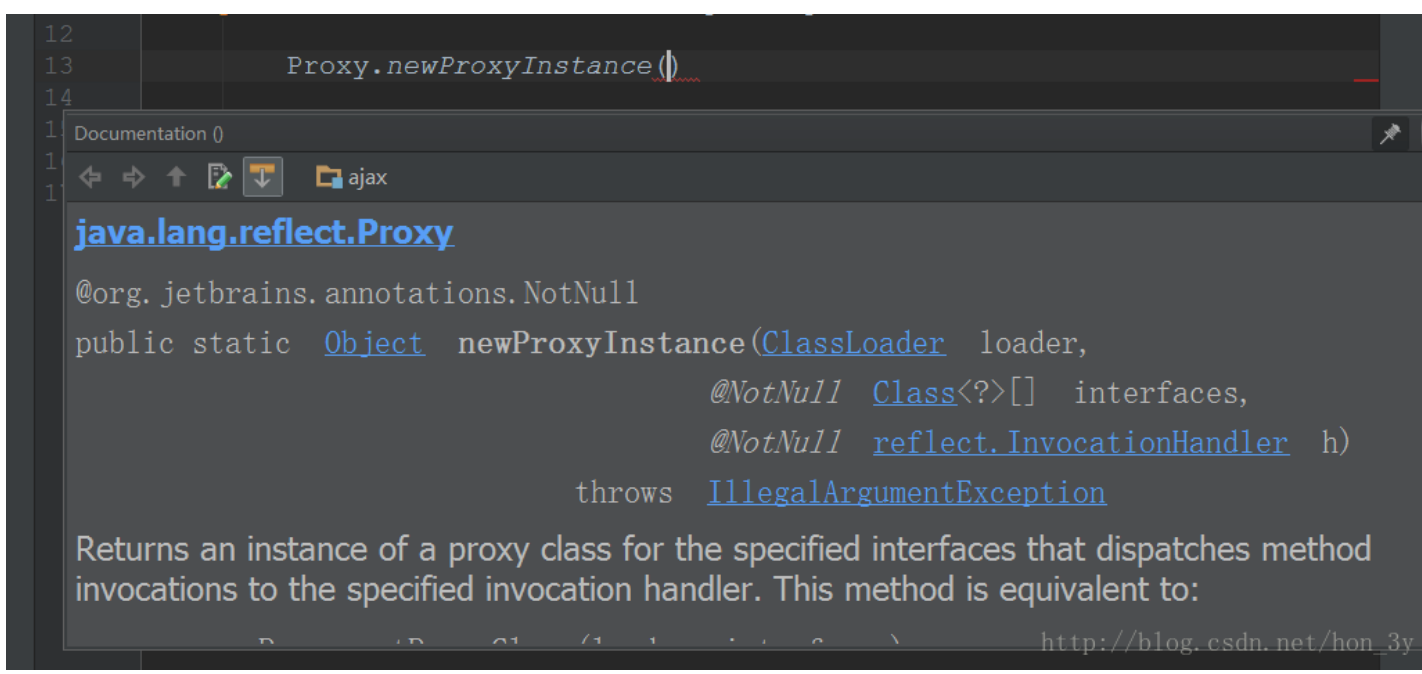 12
13 Proxy.newProxyInstance()
14
Documentation ()
ajax
java.lang.reflect.Proxy
@org.jetbrains.annotations.NotNull
public static Object newProxyInstance(ClassLoader loader,
@NotNull Class<?>[] interfaces,
@NotNull reflect.InvocationHandler h)
throws IllegalArgumentException
Returns an instance of a proxy class for the specified interfaces that dispatches method
invocations to the specified invocation handler. This method is equivalent to:
http://blog.csdn.net/hon_3y